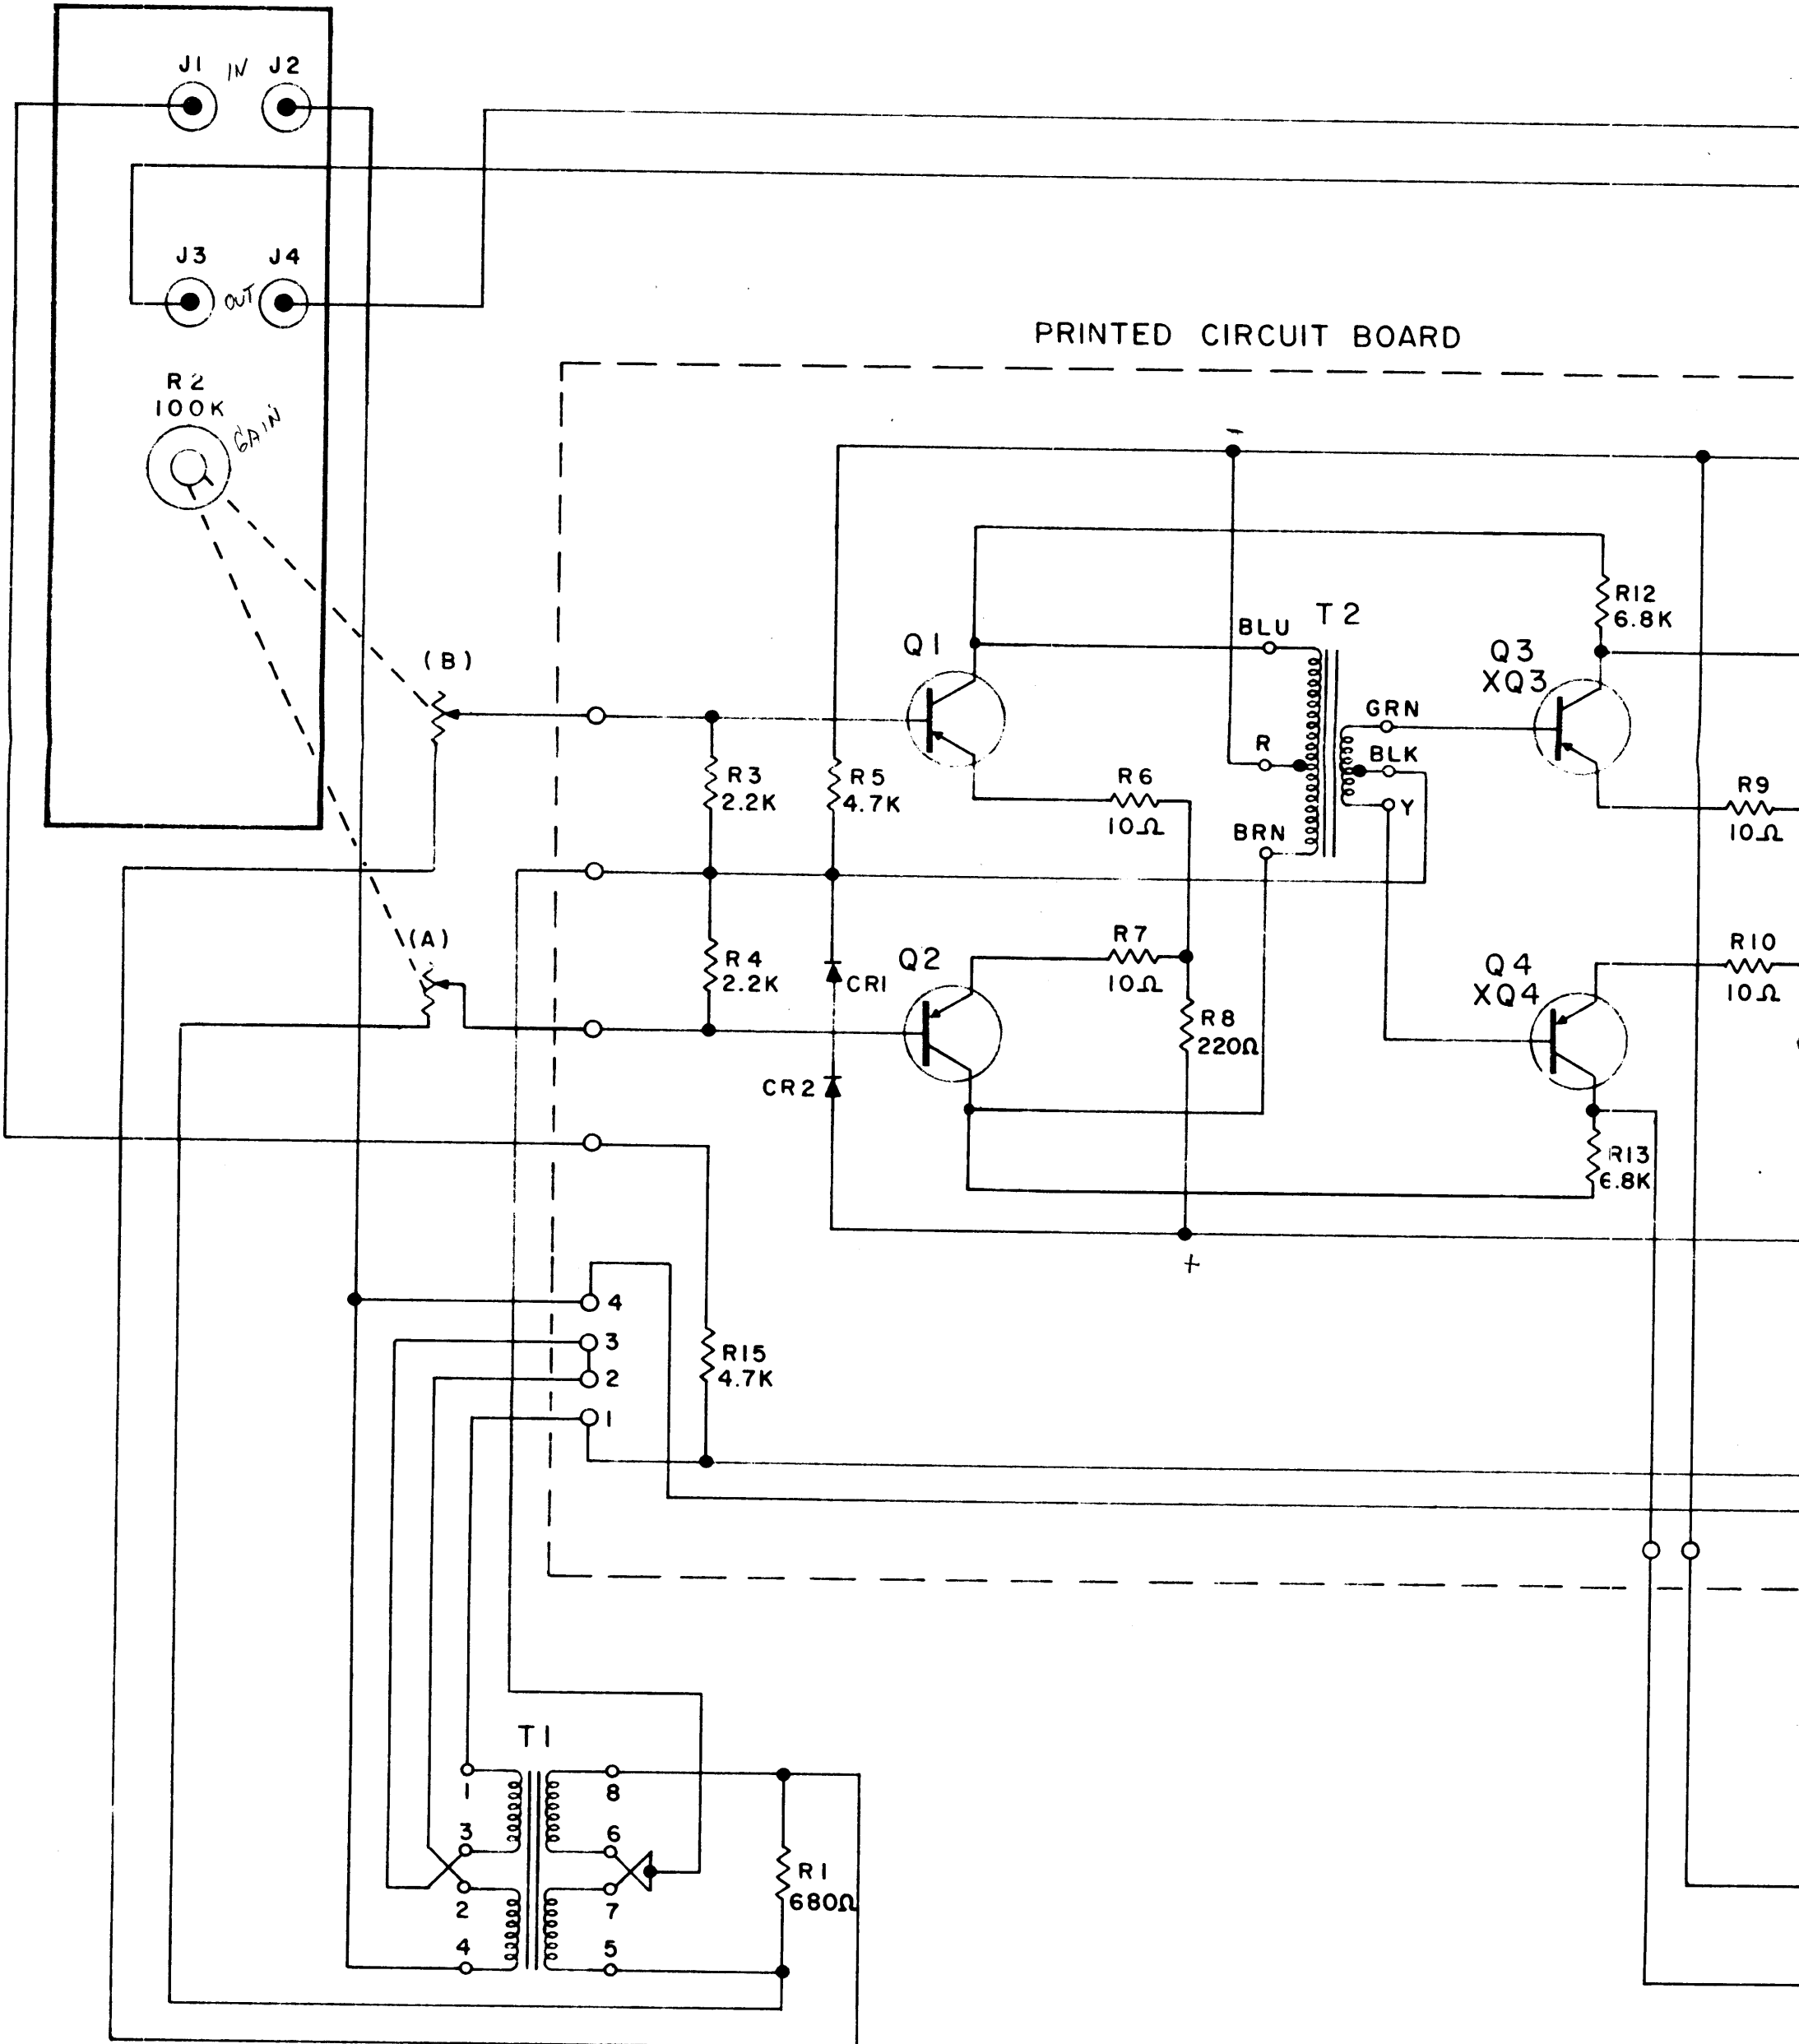 J1 IN J2
J3 OUT J4
PRINTED CIRCUIT BOARD
R2
100K
GAIN
-
R12
6.8K
T2
BLU
Q1
Q3
XQ3
(B)
GRN
R
BLK
R3
2.2K
R5
4.7K
R6
10Ω
Y
R9
10Ω
BRN
(A)
R4
2.2K
CR1
Q2
R7
10Ω
Q4
XQ4
R10
10Ω
R8
220Ω
CR2
R13
6.8K
+
4
3
2
1
R15
4.7K
T1
1
8
3
6
R1
680Ω
2
7
4
5